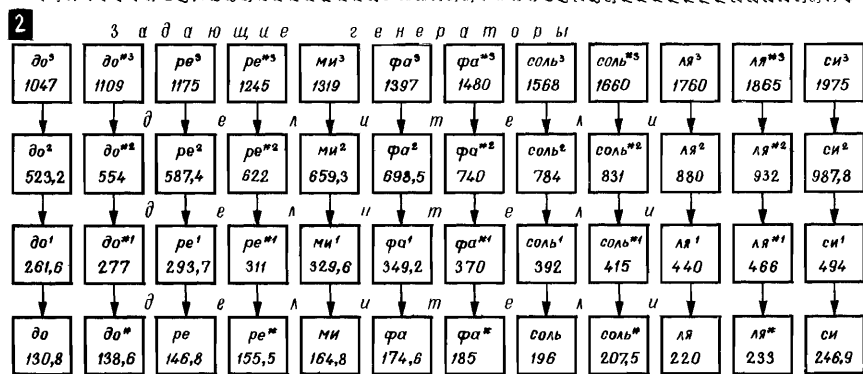 2
Задающие генераторы
до³ до#³ ре³ ре#³ ми³ фа³ фа#³ соль³ соль#³ ля³ ля#³ си³
1047 1109 1175 1245 1319 1397 1480 1568 1660 1760 1865 1975
делители
до² до#² ре² ре#² ми² фа² фа#² соль² соль#² ля² ля#² си²
523,2 554 587,4 622 659,3 698,5 740 784 831 880 932 987,8
делители
до¹ до#¹ ре¹ ре#¹ ми¹ фа¹ фа#¹ соль¹ соль#¹ ля¹ ля#¹ си¹
261,6 277 293,7 311 329,6 349,2 370 392 415 440 466 494
делители
до до# ре ре# ми фа фа# соль соль# ля ля# си
130,8 138,6 146,8 155,5 164,8 174,6 185 196 207,5 220 233 246,9